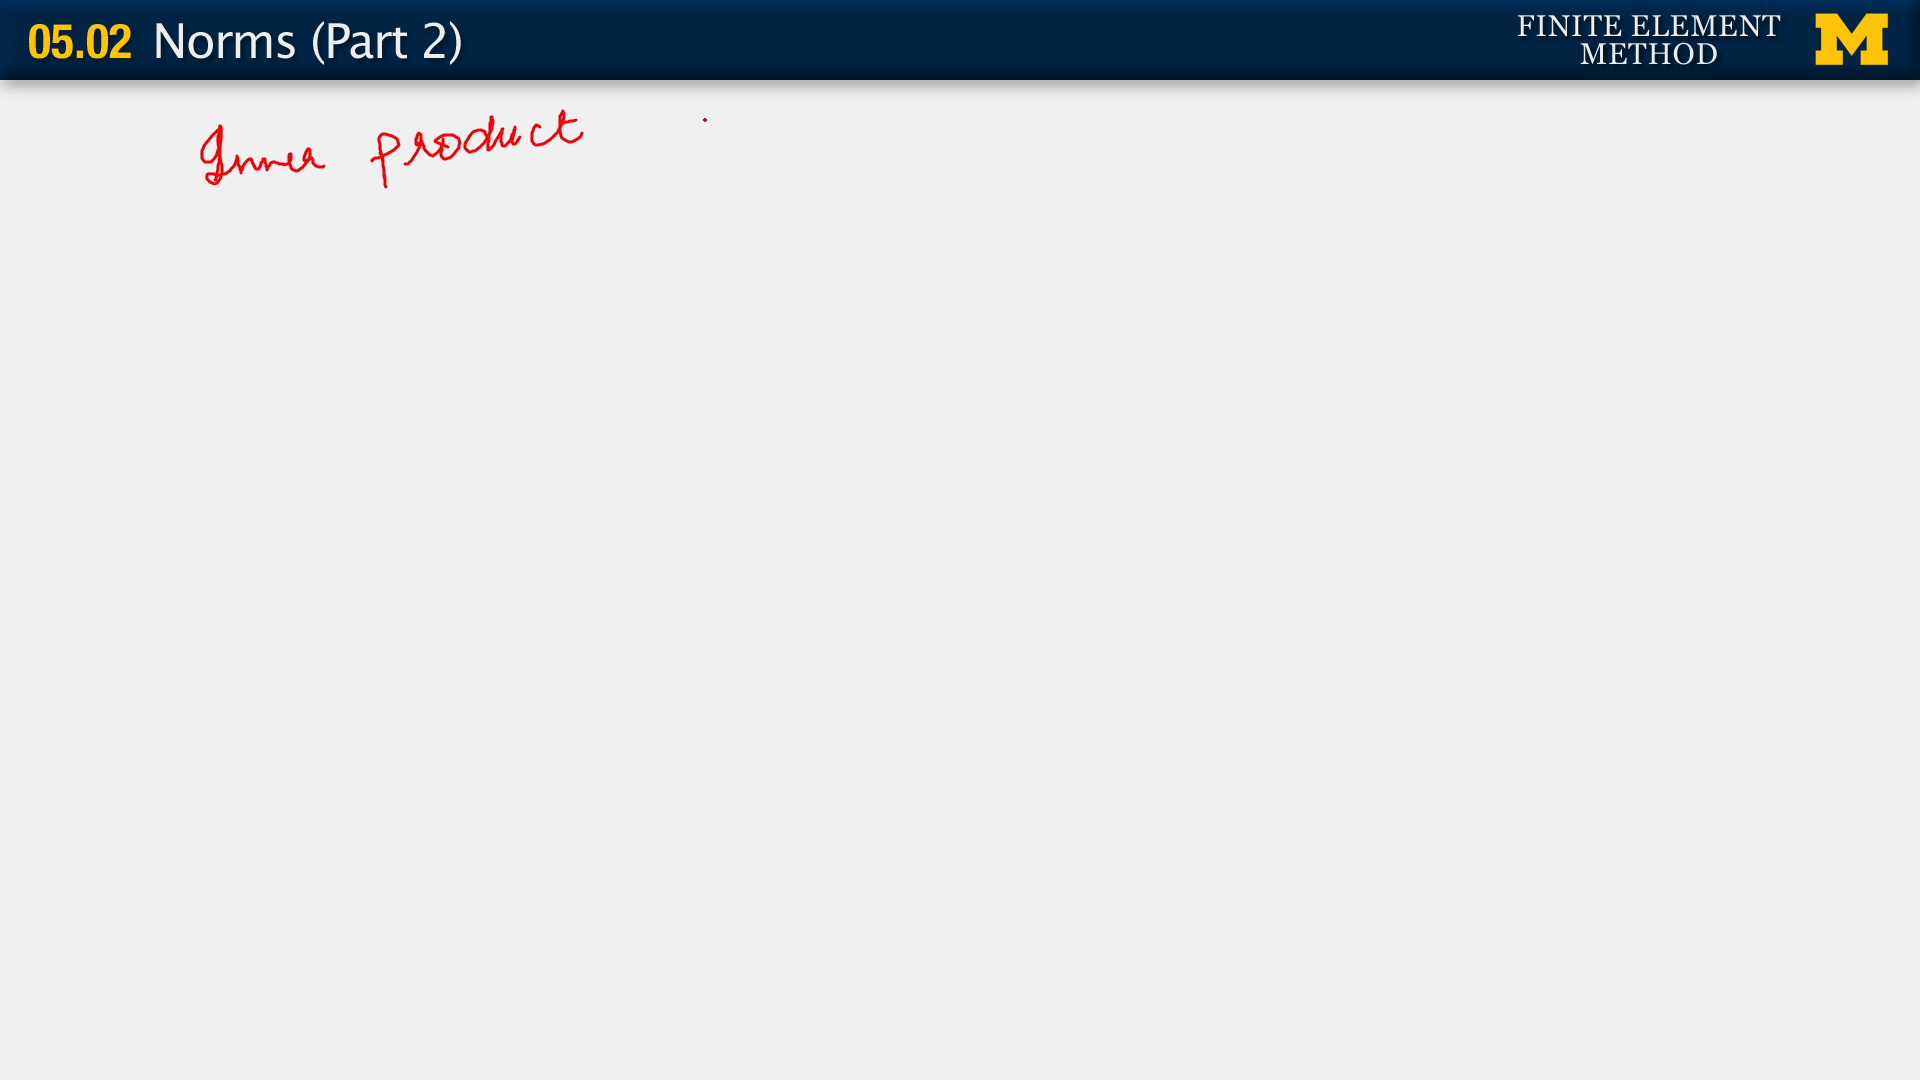 05.02 Norms (Part 2)
FINITE ELEMENT
METHOD
M
Inner product